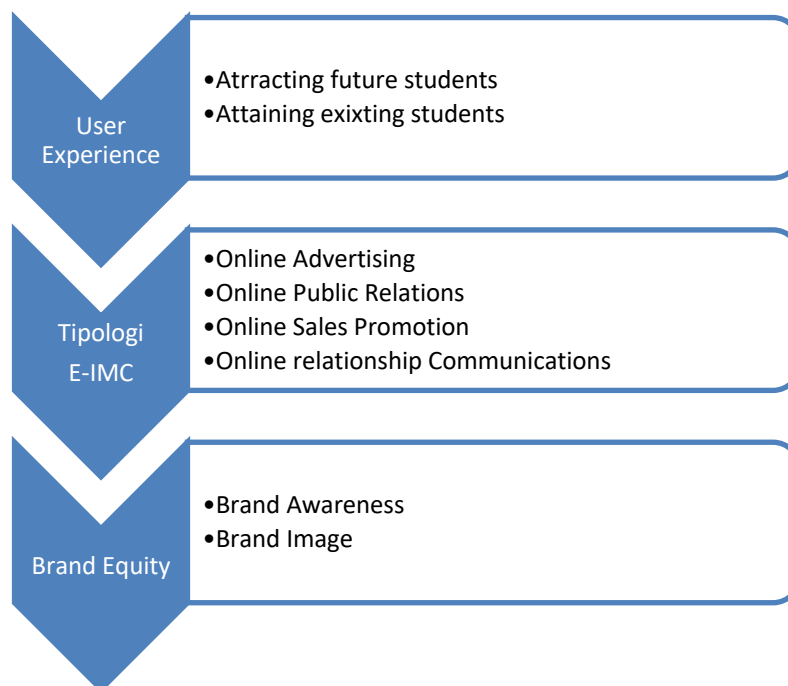 User
Experience
•Atrracting future students
•Attaining exixting students
Tipologi
E-IMC
•Online Advertising
•Online Public Relations
•Online Sales Promotion
•Online relationship Communications
Brand Equity
•Brand Awareness
•Brand Image